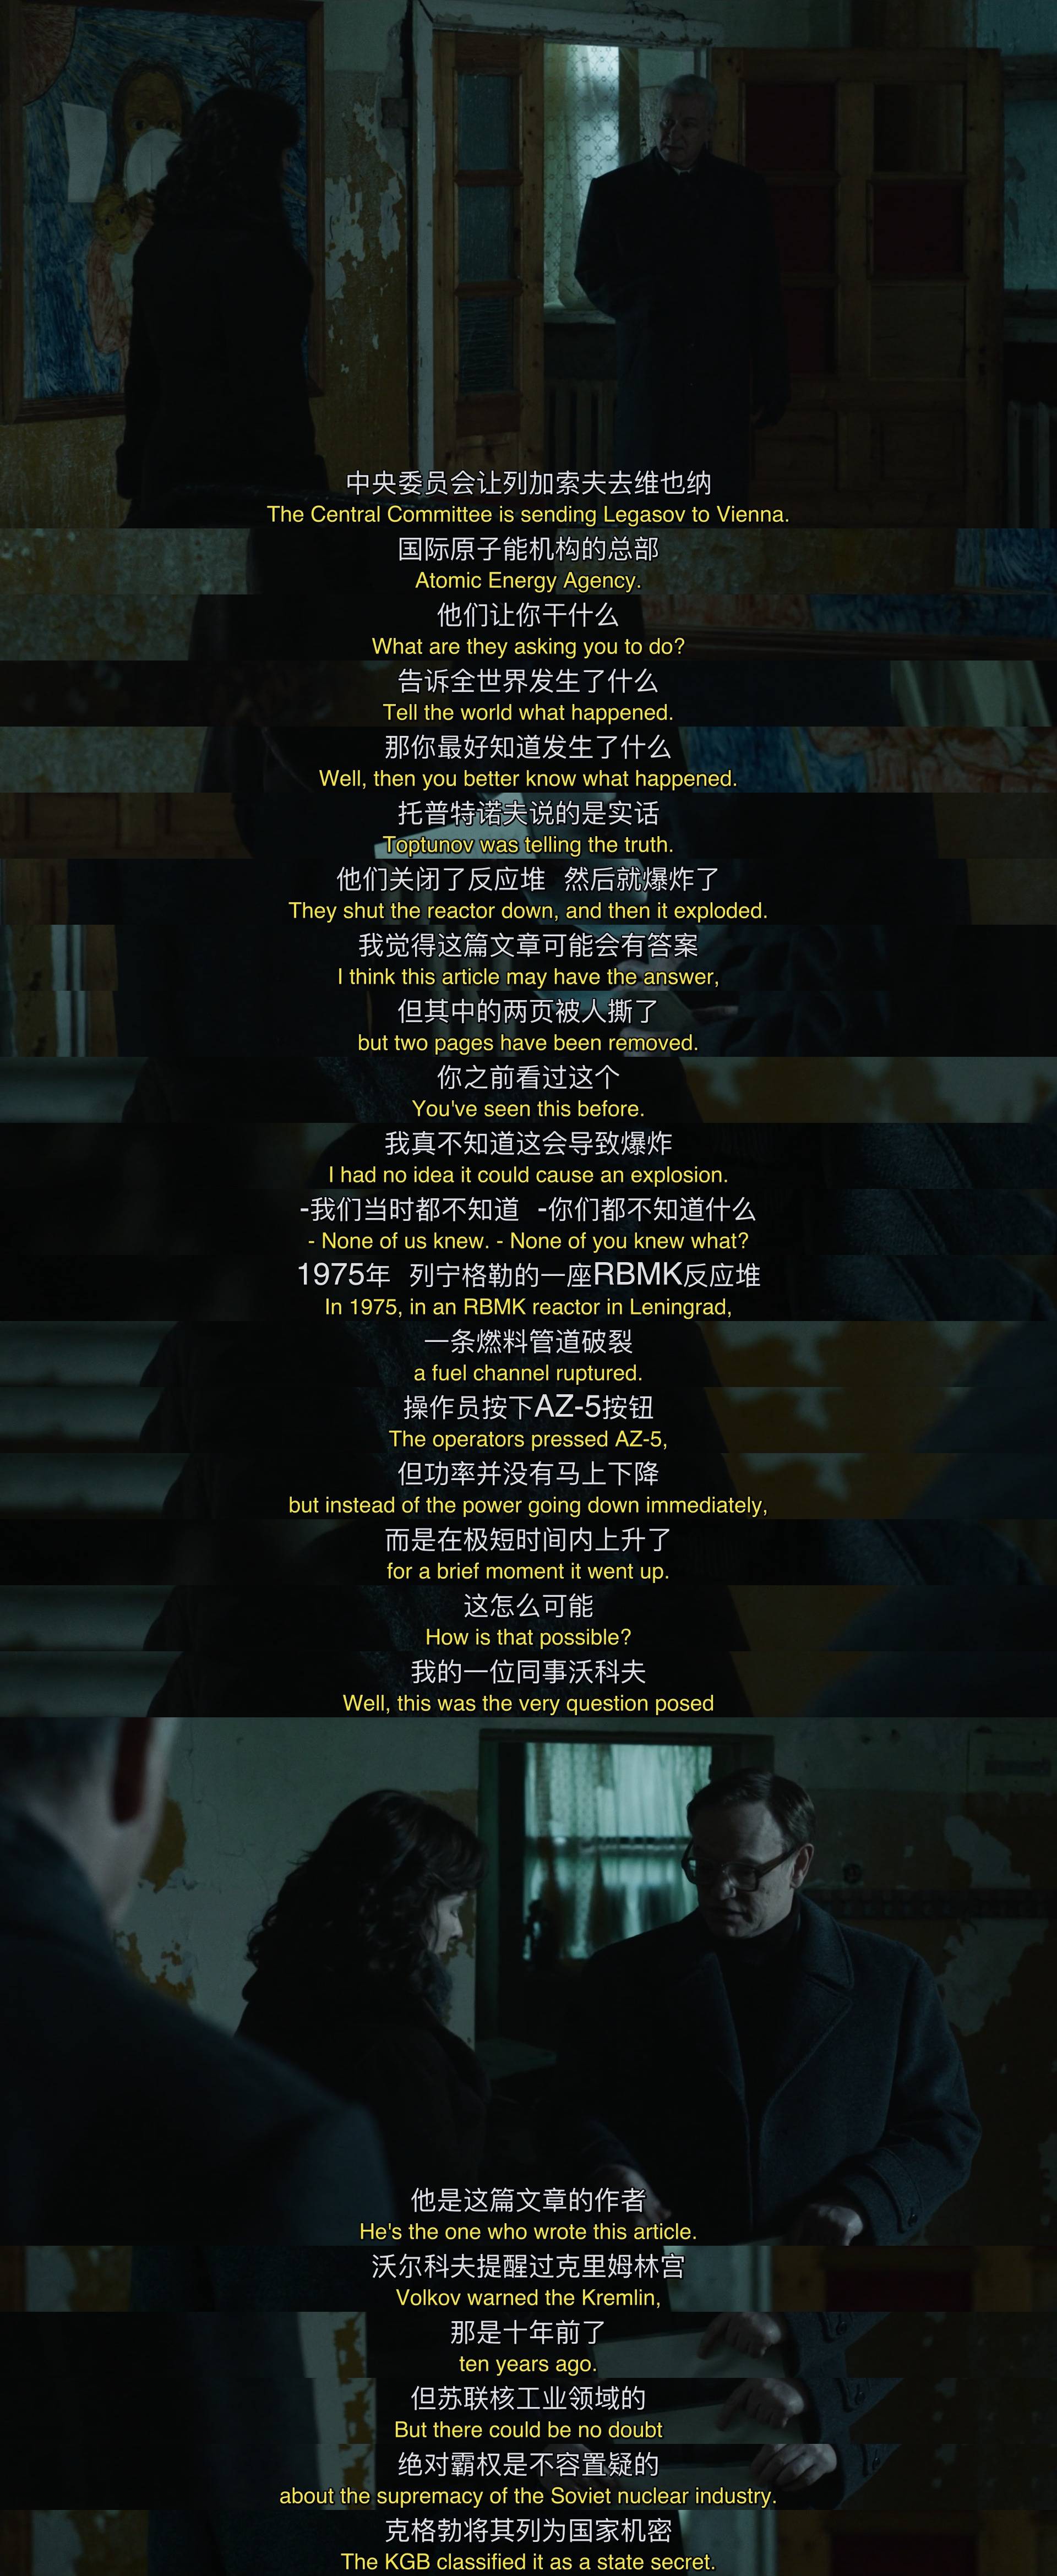 中央委员会让列加索夫去维也纳
The Central Committee is sending Legasov to Vienna.
国际原子能机构的总部
Atomic Energy Agency.
他们让你干什么
What are they asking you to do?
告诉全世界发生了什么
Tell the world what happened.
那你最好知道发生了什么
Well, then you better know what happened.
托普特诺夫说的是实话
Toptunov was telling the truth.
他们关闭了反应堆 然后就爆炸了
They shut the reactor down, and then it exploded.
我觉得这篇文章可能会有答案
I think this article may have the answer,
但其中的两页被人撕了
but two pages have been removed.
你之前看过这个
You've seen this before.
我真不知道这会导致爆炸
I had no idea it could cause an explosion.
-我们当时都不知道 -你们都不知道什么
- None of us knew. - None of you knew what?
1975年 列宁格勒的一座RBMK反应堆
In 1975, in an RBMK reactor in Leningrad,
一条燃料管道破裂
a fuel channel ruptured.
操作员按下AZ-5按钮
The operators pressed AZ-5,
但功率并没有马上下降
but instead of the power going down immediately,
而是在极短时间内上升了
for a brief moment it went up.
这怎么可能
How is that possible?
我的一位同事沃科夫
Well, this was the very question posed
他是这篇文章的作者
He's the one who wrote this article.
沃尔科夫提醒过克里姆林宫
Volkov warned the Kremlin,
那是十年前了
ten years ago.
但苏联核工业领域的
But there could be no doubt
绝对霸权是不容置疑的
about the supremacy of the Soviet nuclear industry.
克格勃将其列为国家机密
The KGB classified it as a state secret.